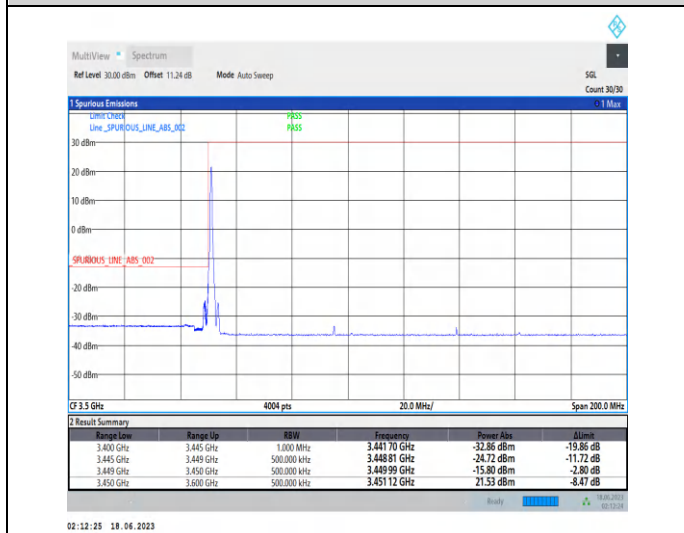 MultiView Spectrum
Ref Level 30.00 dBm Offset 11.24 dB Mode Auto Sweep SGL
Count 30/30
1 Spurious Emissions 1 Max
Limit Check PASS
Line _SPURIOUS_LINE_ABS_002 PASS
30 dBm
20 dBm
10 dBm
0 dBm
SPURIOUS_LINE_ABS_002
-20 dBm
-30 dBm
-40 dBm
-50 dBm
CF 3.5 GHz 4004 pts 20.0 MHz/ Span 200.0 MHz
2 Result Summary
Range Low Range Up RBW Frequency Power Abs ΔLimit
3.400 GHz 3.445 GHz 1.000 MHz 3.441 70 GHz -32.86 dBm -19.86 dB
3.445 GHz 3.449 GHz 500.000 kHz 3.448 81 GHz -24.72 dBm -11.72 dB
3.449 GHz 3.450 GHz 500.000 kHz 3.449 99 GHz -15.80 dBm -2.80 dB
3.450 GHz 3.600 GHz 500.000 kHz 3.451 12 GHz 21.53 dBm -8.47 dB
Ready 18.06.2023
02:12:24
02:12:25 18.06.2023